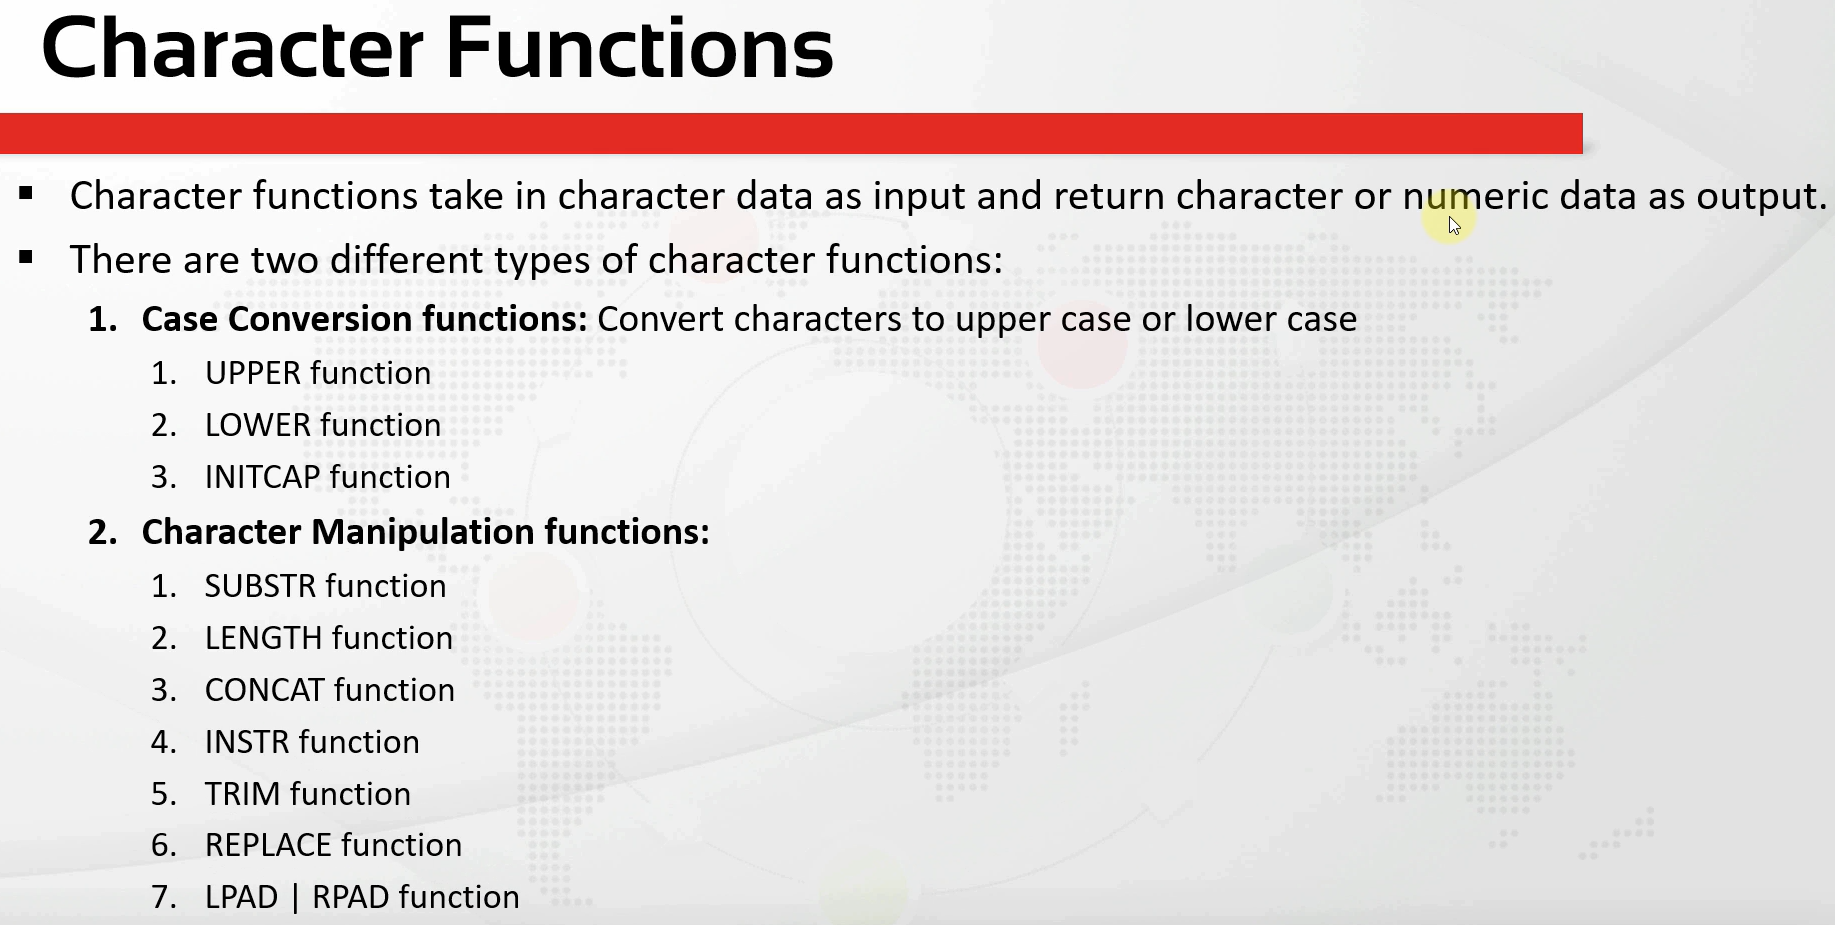 Character Functions
▪ Character functions take in character data as input and return character or numeric data as output.
▪ There are two different types of character functions:
1. Case Conversion functions: Convert characters to upper case or lower case
1. UPPER function
2. LOWER function
3. INITCAP function
2. Character Manipulation functions:
1. SUBSTR function
2. LENGTH function
3. CONCAT function
4. INSTR function
5. TRIM function
6. REPLACE function
7. LPAD | RPAD function